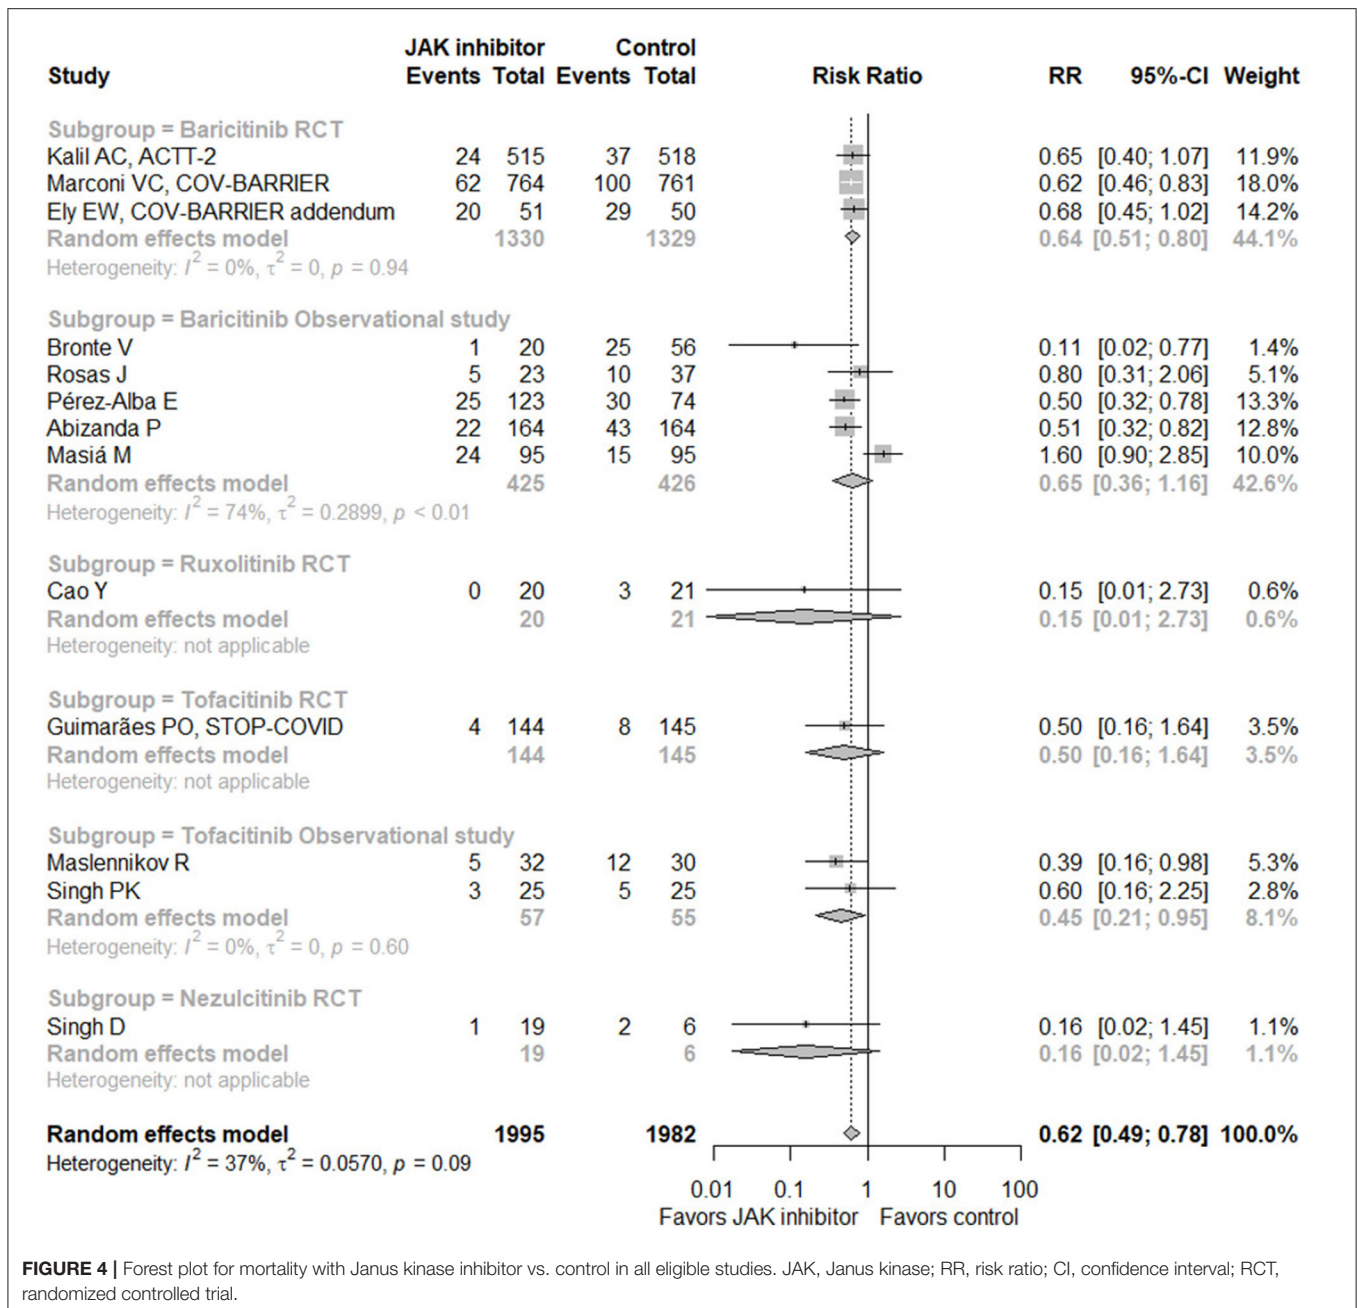 JAK inhibitor Control
Study Events Total Events Total Risk Ratio RR 95%-CI Weight
Subgroup = Baricitinib RCT
Kalil AC, ACTT-2 24 515 37 518 0.65 [0.40; 1.07] 11.9%
Marconi VC, COV-BARRIER 62 764 100 761 0.62 [0.46; 0.83] 18.0%
Ely EW, COV-BARRIER addendum 20 51 29 50 0.68 [0.45; 1.02] 14.2%
Random effects model 1330 1329 0.64 [0.51; 0.80] 44.1%
Heterogeneity: I² = 0%, τ² = 0, p = 0.94
Subgroup = Baricitinib Observational study
Bronte V 1 20 25 56 0.11 [0.02; 0.77] 1.4%
Rosas J 5 23 10 37 0.80 [0.31; 2.06] 5.1%
Pérez-Alba E 25 123 30 74 0.50 [0.32; 0.78] 13.3%
Abizanda P 22 164 43 164 0.51 [0.32; 0.82] 12.8%
Masiá M 24 95 15 95 1.60 [0.90; 2.85] 10.0%
Random effects model 425 426 0.65 [0.36; 1.16] 42.6%
Heterogeneity: I² = 74%, τ² = 0.2899, p < 0.01
Subgroup = Ruxolitinib RCT
Cao Y 0 20 3 21 0.15 [0.01; 2.73] 0.6%
Random effects model 20 21 0.15 [0.01; 2.73] 0.6%
Heterogeneity: not applicable
Subgroup = Tofacitinib RCT
Guimarães PO, STOP-COVID 4 144 8 145 0.50 [0.16; 1.64] 3.5%
Random effects model 144 145 0.50 [0.16; 1.64] 3.5%
Heterogeneity: not applicable
Subgroup = Tofacitinib Observational study
Maslennikov R 5 32 12 30 0.39 [0.16; 0.98] 5.3%
Singh PK 3 25 5 25 0.60 [0.16; 2.25] 2.8%
Random effects model 57 55 0.45 [0.21; 0.95] 8.1%
Heterogeneity: I² = 0%, τ² = 0, p = 0.60
Subgroup = Nezulcitinib RCT
Singh D 1 19 2 6 0.16 [0.02; 1.45] 1.1%
Random effects model 19 6 0.16 [0.02; 1.45] 1.1%
Heterogeneity: not applicable
Random effects model 1995 1982 0.62 [0.49; 0.78] 100.0%
Heterogeneity: I² = 37%, τ² = 0.0570, p = 0.09
0.01 0.1 1 10 100
Favors JAK inhibitor Favors control
FIGURE 4 | Forest plot for mortality with Janus kinase inhibitor vs. control in all eligible studies. JAK, Janus kinase; RR, risk ratio; CI, confidence interval; RCT,
randomized controlled trial.